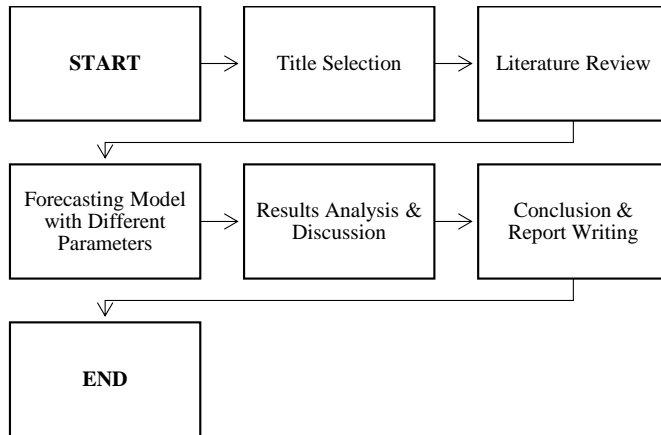 START
Title Selection
Literature Review
Forecasting Model
with Different
Parameters
Results Analysis &
Discussion
Conclusion &
Report Writing
END